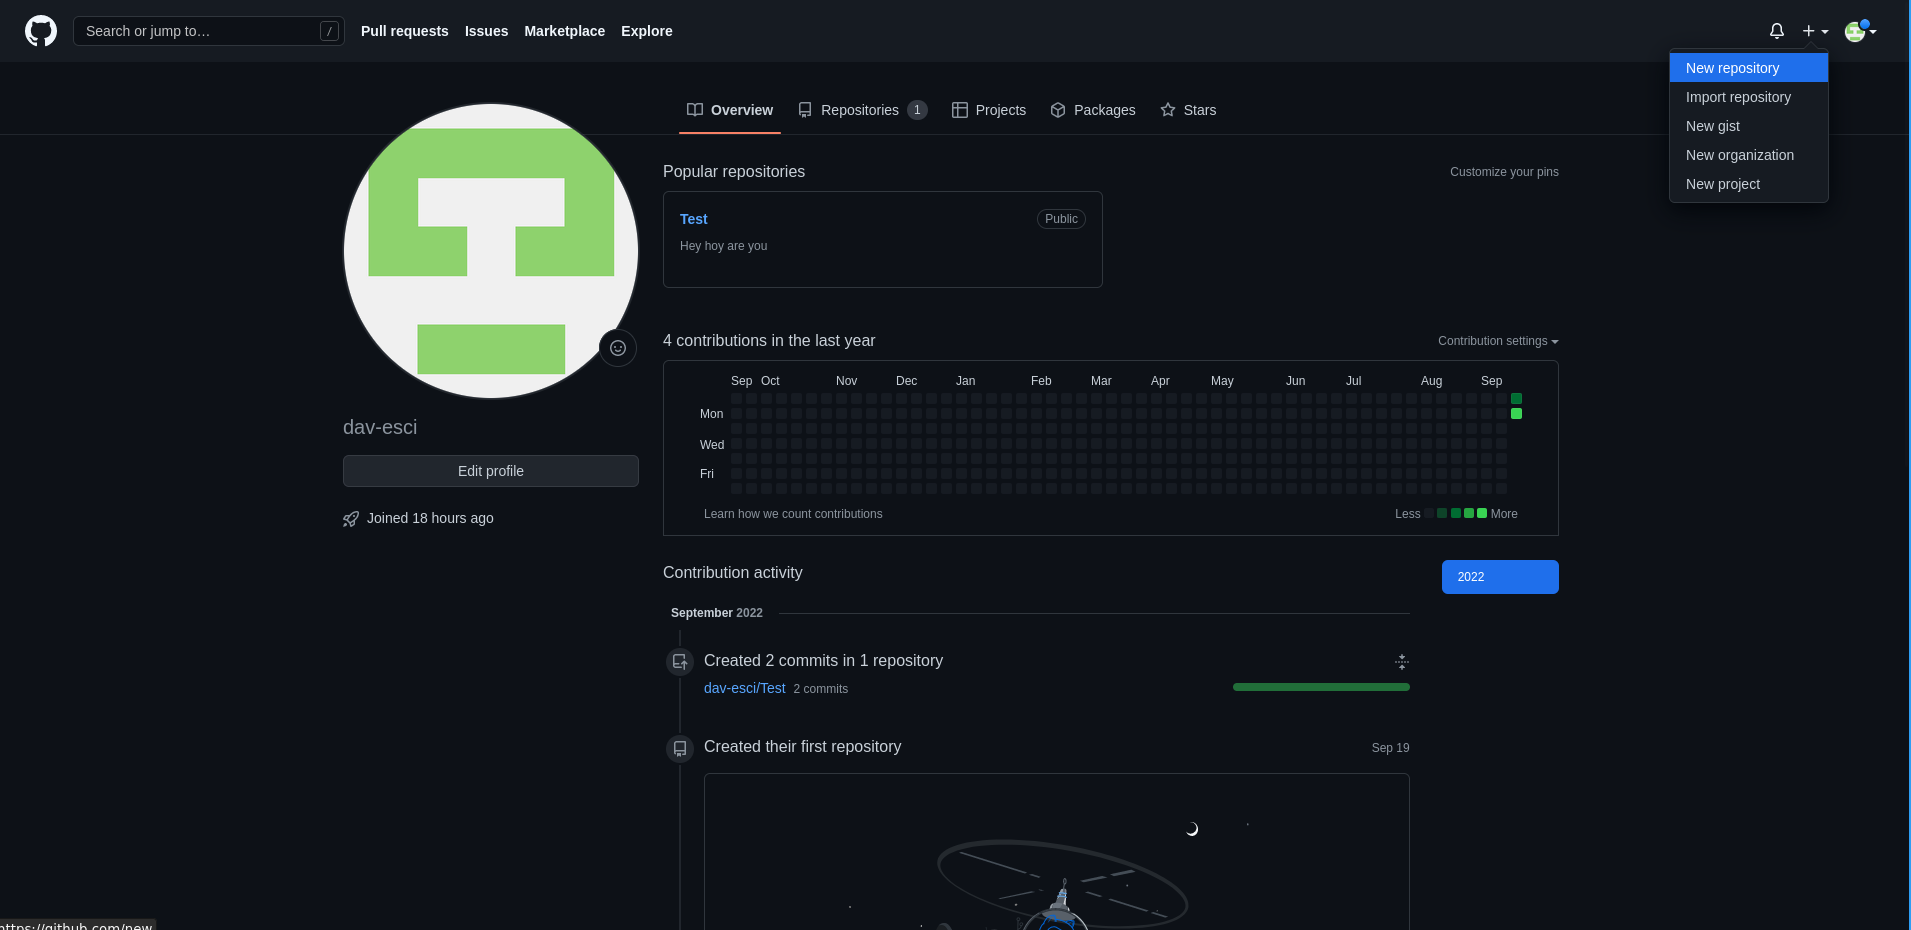 Search or jump to… /
Pull requests Issues Marketplace Explore
New repository
Import repository
New gist
New organization
New project
Overview Repositories 1 Projects Packages Stars
Popular repositories Customize your pins
Test Public
Hey hoy are you
4 contributions in the last year Contribution settings
Sep Oct Nov Dec Jan Feb Mar Apr May Jun Jul Aug Sep
Mon
Wed
Fri
Learn how we count contributions Less More
dav-esci
Edit profile
Joined 18 hours ago
Contribution activity 2022
September 2022
Created 2 commits in 1 repository
dav-esci/Test 2 commits
Created their first repository Sep 19
https://github.com/new